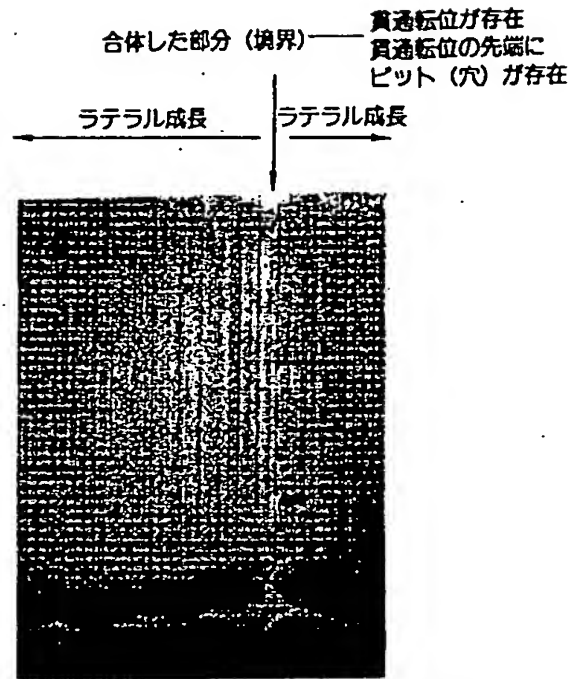 貫通転位が存在
合体した部分（境界） 貫通転位の先端に
ピット（穴）が存在
ラテラル成長 ラテラル成長